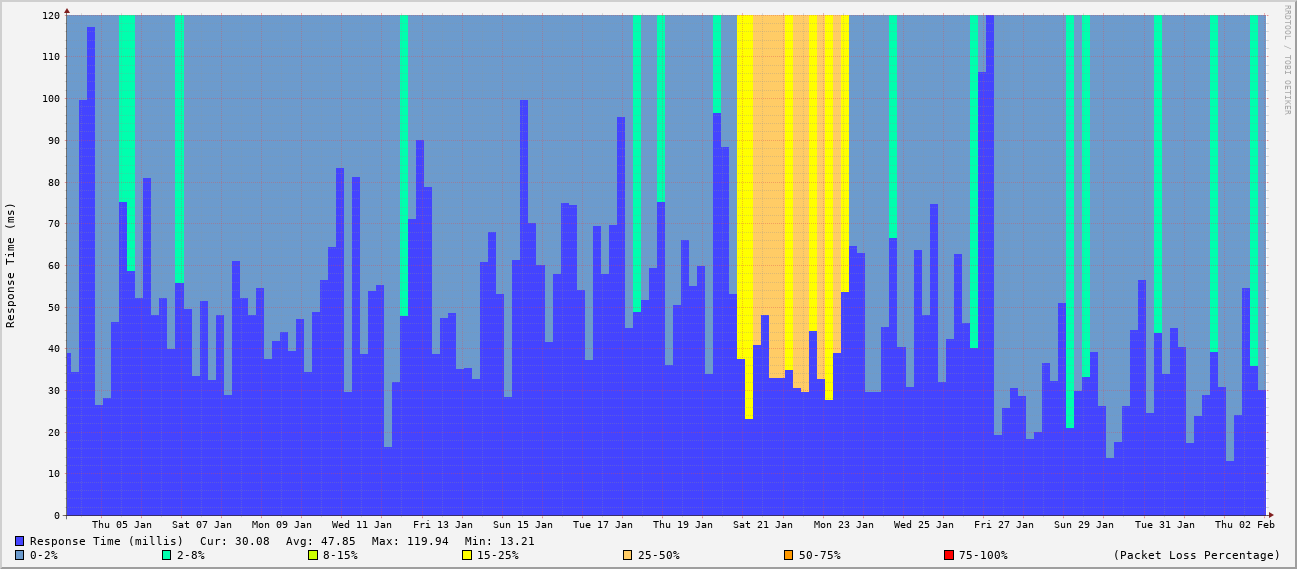 RRDTOOL / TOBI OETIKER
Response Time (ms)
120
110
100
90
80
70
60
50
40
30
20
10
0
Thu 05 Jan Sat 07 Jan Mon 09 Jan Wed 11 Jan Fri 13 Jan Sun 15 Jan Tue 17 Jan Thu 19 Jan Sat 21 Jan Mon 23 Jan Wed 25 Jan Fri 27 Jan Sun 29 Jan Tue 31 Jan Thu 02 Feb
Response Time (millis) Cur: 30.08 Avg: 47.85 Max: 119.94 Min: 13.21
0-2% 2-8% 8-15% 15-25% 25-50% 50-75% 75-100% (Packet Loss Percentage)